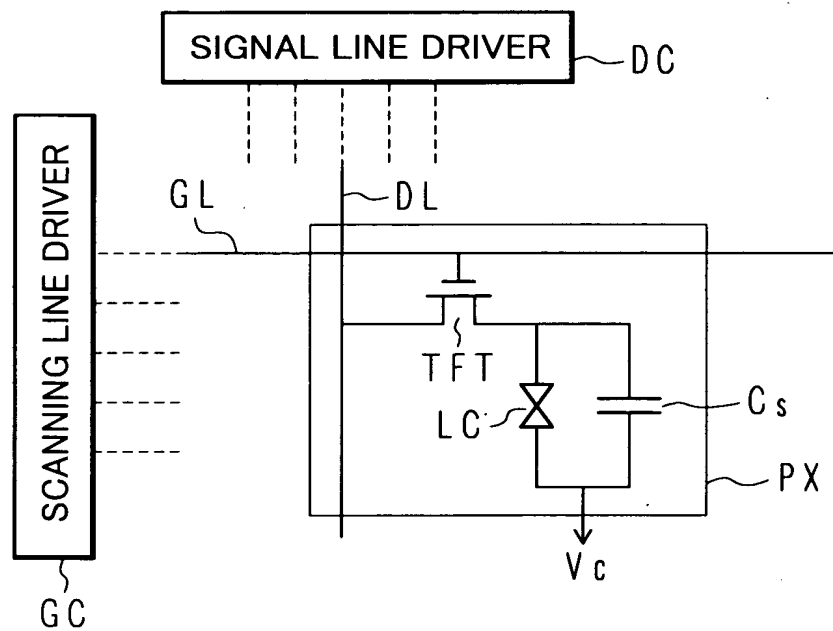 SIGNAL LINE DRIVER
DC
SCANNING LINE DRIVER
GL
DL
TFT
LC
Cs
PX
Vc
GC